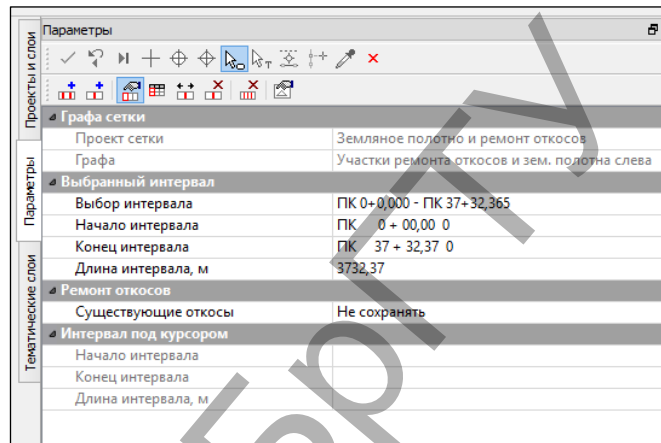 Параметры
Проекты и слои
Параметры
Тематические слои
Графа сетки
Проект сетки Земляное полотно и ремонт откосов
Графа Участки ремонта откосов и зем. полотна слева
Выбранный интервал
Выбор интервала ПК 0+0,000 - ПК 37+32,365
Начало интервала ПК 0 + 00,00 0
Конец интервала ПК 37 + 32,37 0
Длина интервала, м 3732,37
Ремонт откосов
Существующие откосы Не сохранять
Интервал под курсором
Начало интервала
Конец интервала
Длина интервала, м
БрГТУ